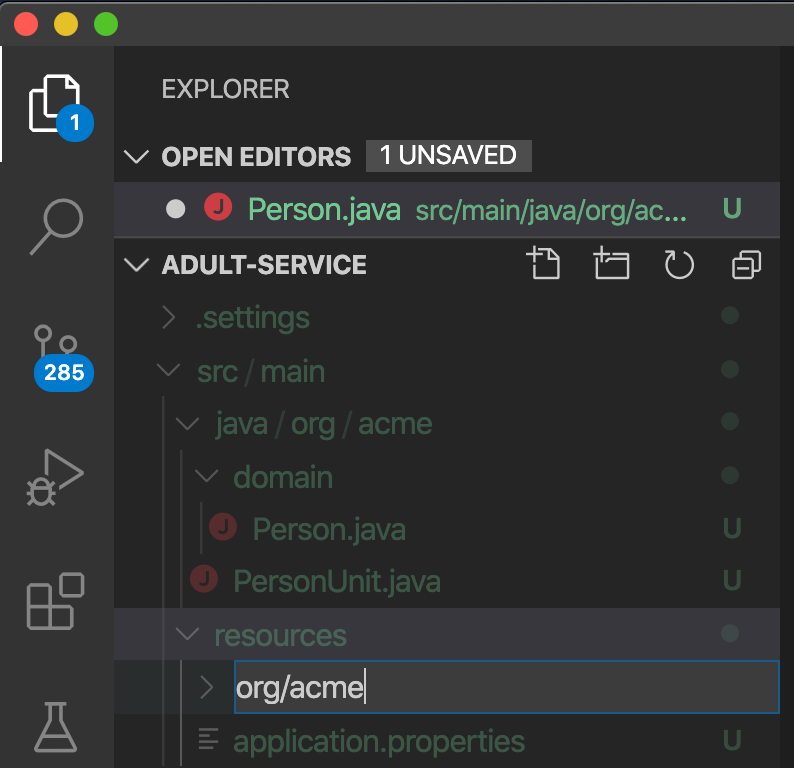 EXPLORER
1
OPEN EDITORS 1 UNSAVED
J Person.java src/main/java/org/ac... U
ADULT-SERVICE
.settings
src / main
285
java / org / acme
domain
J Person.java U
J PersonUnit.java U
resources
org/acme
application.properties U